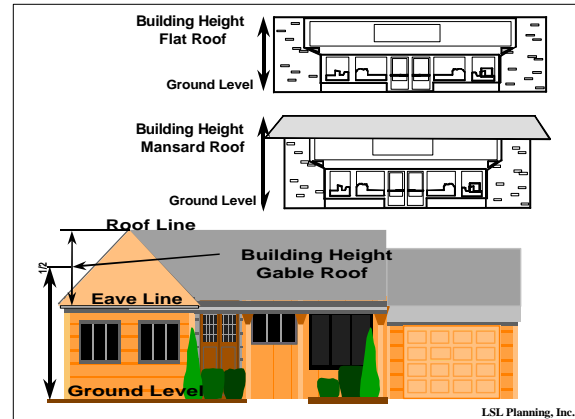 Building Height
Flat Roof
Ground Level
Building Height
Mansard Roof
Ground Level
Roof Line
1/2
Building Height
Gable Roof
Eave Line
Ground Level
LSL Planning, Inc.